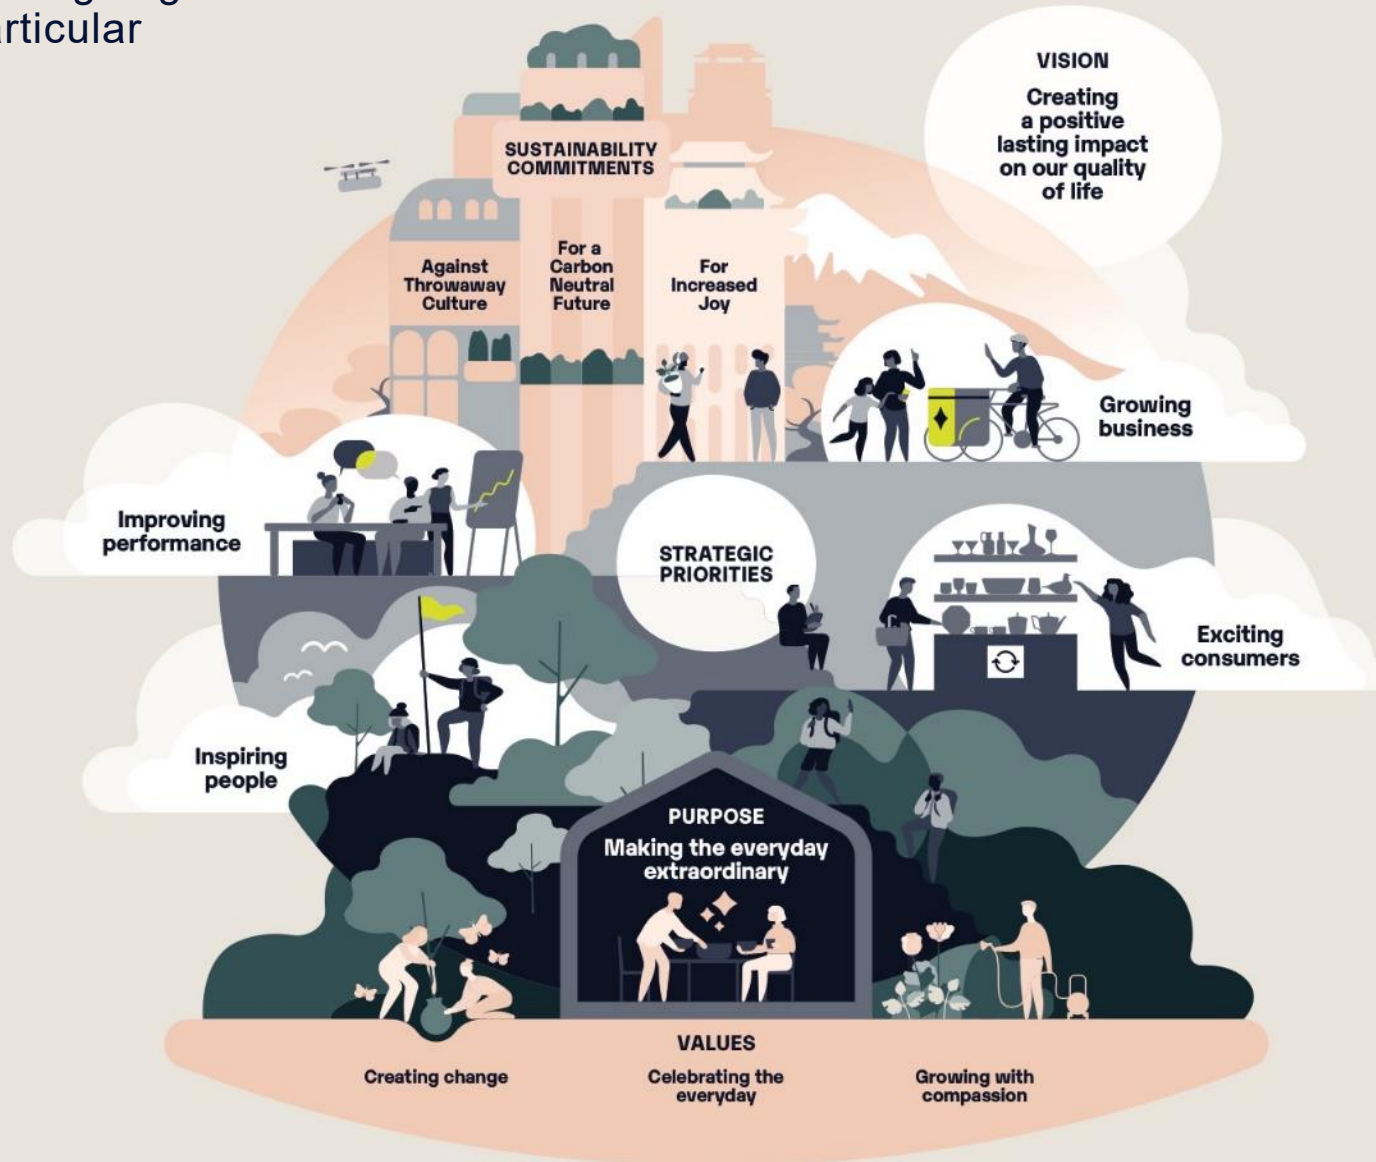 VISION
Creating
a positive
lasting impact
on our quality
of life
SUSTAINABILITY
COMMITMENTS
Against
Throwaway
Culture
For a
Carbon
Neutral
Future
For
Increased
Joy
Growing
business
Improving
performance
STRATEGIC
PRIORITIES
Exciting
consumers
Inspiring
people
PURPOSE
Making the everyday
extraordinary
VALUES
Creating change
Celebrating the
everyday
Growing with
compassion